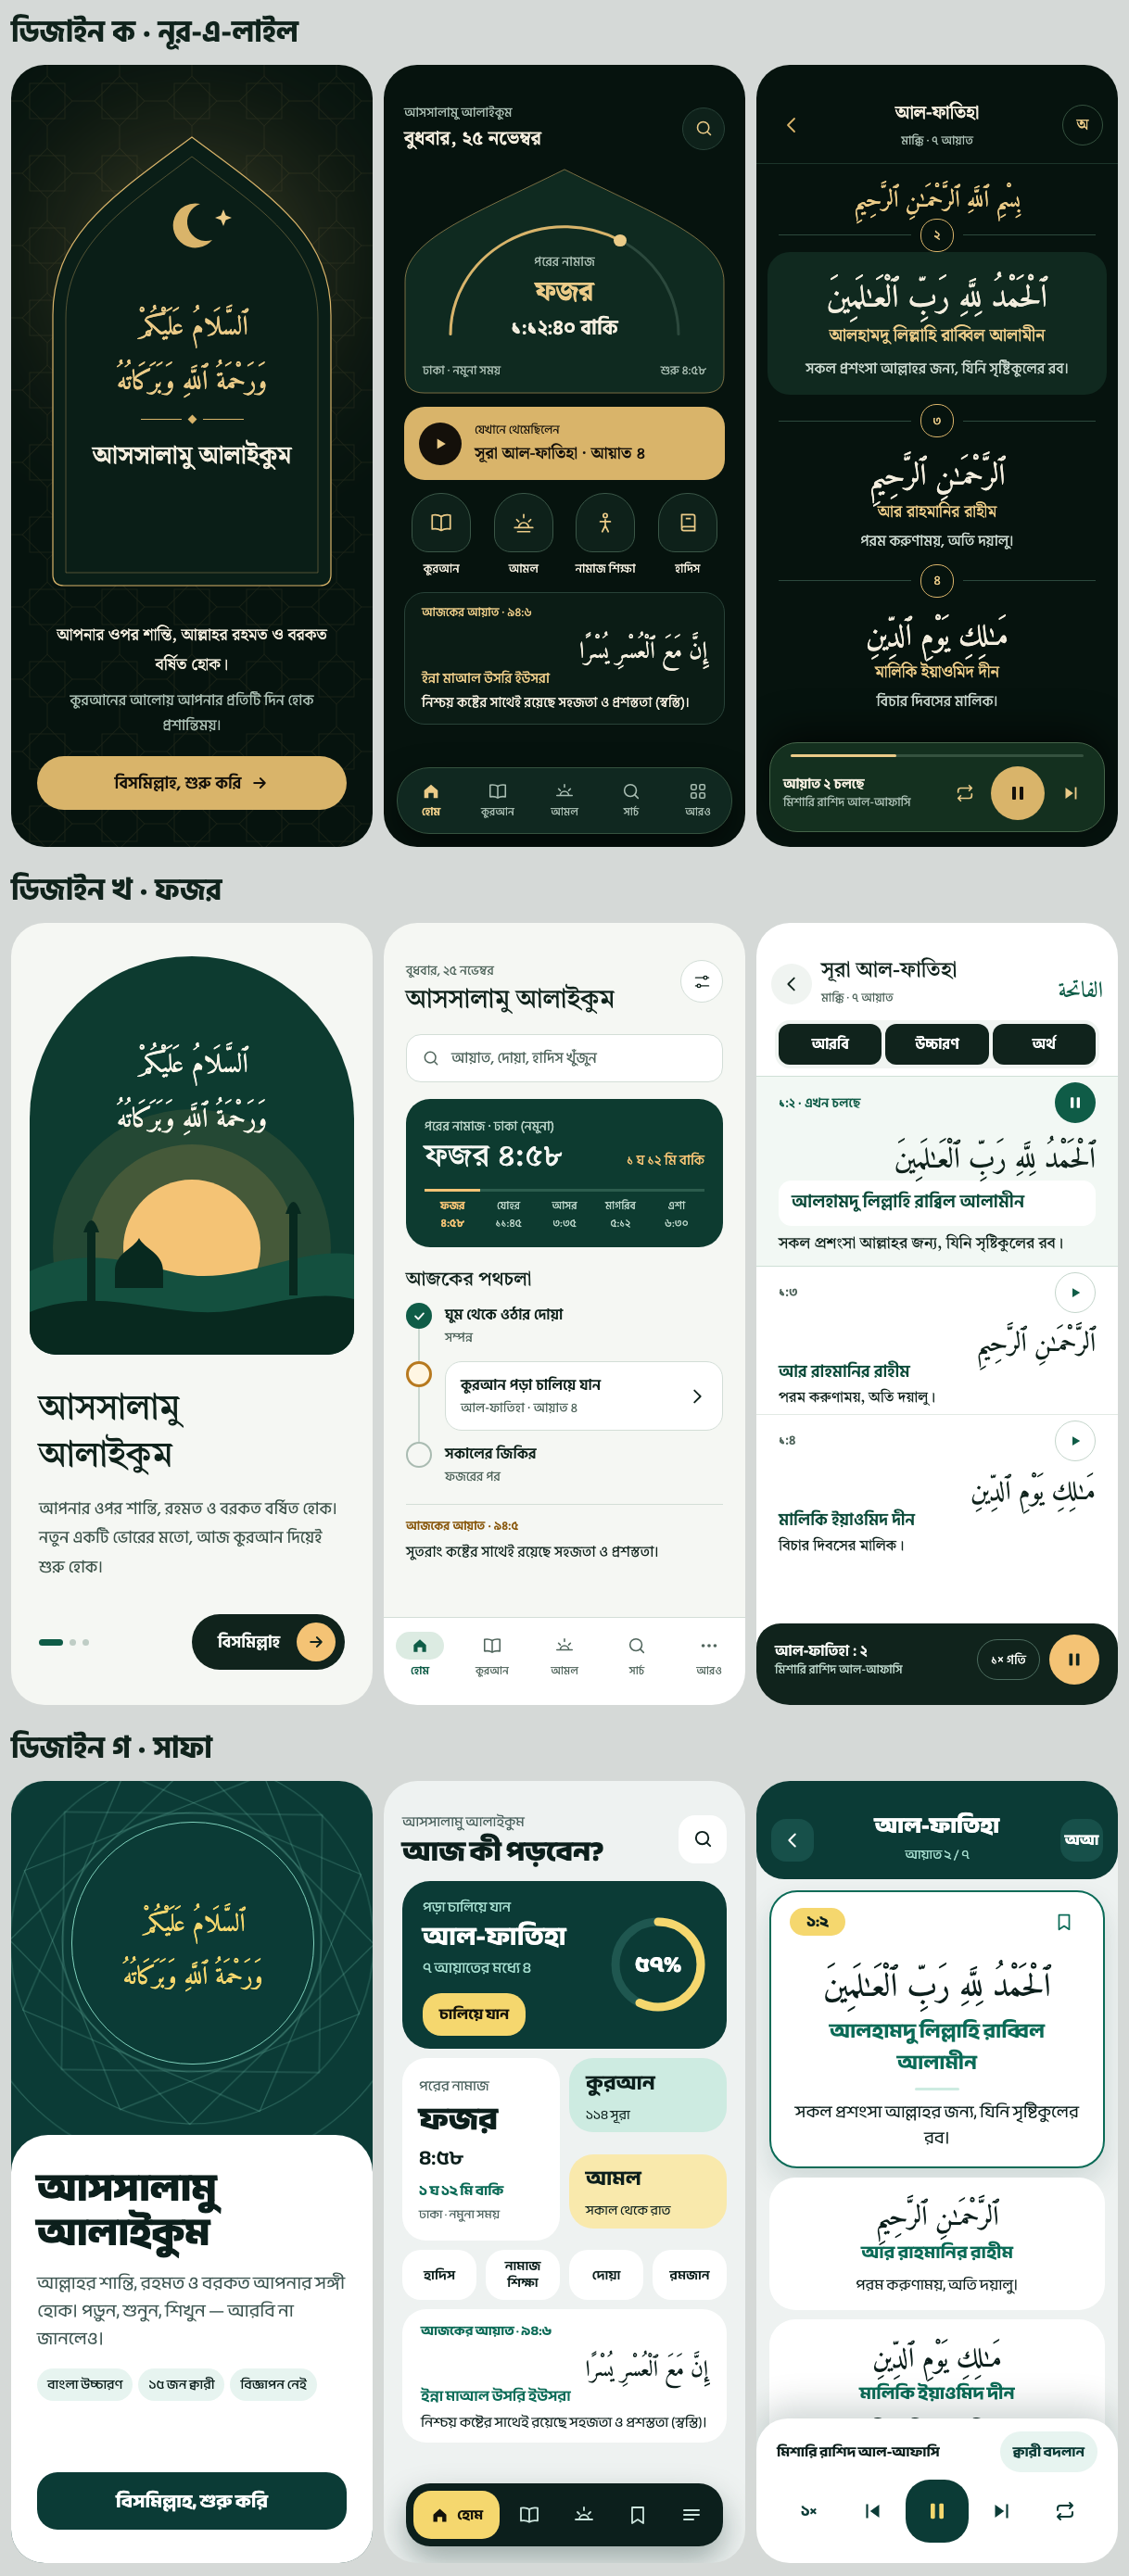 ডিজাইন ক · নূর-এ-লাইল
ٱلسَّلَامُ عَلَيْكُمْ
وَرَحْمَةُ ٱللَّهِ وَبَرَكَاتُهُ
আসসালামু আলাইকুম
আপনার ওপর শান্তি, আল্লাহর রহমত ও বরকত
বর্ষিত হোক।
কুরআনের আলোয় আপনার প্রতিটি দিন হোক
প্রশান্তিময়।
বিসমিল্লাহ, শুরু করি →
আসসালামু আলাইকুম
বুধবার, ২৫ নভেম্বর
পরের নামাজ
ফজর
১:১২:৪০ বাকি
ঢাকা · নমুনা সময়
শুরু ৪:৫৮
যেখানে থেমেছিলেন
সূরা আল-ফাতিহা · আয়াত ৪
কুরআন
আমল
নামাজ শিক্ষা
হাদিস
আজকের আয়াত · ৯৪:৬
إِنَّ مَعَ ٱلْعُسْرِ يُسْرًا
ইন্না মাআল উসরি ইউসরা
নিশ্চয় কষ্টের সাথেই রয়েছে সহজতা ও প্রশস্ততা (স্বস্তি)।
হোম
কুরআন
আমল
সার্চ
আরও
আল-ফাতিহা
মাক্কি · ৭ আয়াত
অ
بِسْمِ ٱللَّهِ ٱلرَّحْمَـٰنِ ٱلرَّحِيمِ
২
ٱلْحَمْدُ لِلَّهِ رَبِّ ٱلْعَـٰلَمِينَ
আলহামদু লিল্লাহি রাব্বিল আলামীন
সকল প্রশংসা আল্লাহর জন্য, যিনি সৃষ্টিকুলের রব।
৩
ٱلرَّحْمَـٰنِ ٱلرَّحِيمِ
আর রাহমানির রাহীম
পরম করুণাময়, অতি দয়ালু।
৪
مَـٰلِكِ يَوْمِ ٱلدِّينِ
মালিকি ইয়াওমিদ দীন
বিচার দিবসের মালিক।
আয়াত ২ চলছে
মিশারি রাশিদ আল-আফাসি
ডিজাইন খ · ফজর
ٱلسَّلَامُ عَلَيْكُمْ
وَرَحْمَةُ ٱللَّهِ وَبَرَكَاتُهُ
আসসালামু
আলাইকুম
আপনার ওপর শান্তি, রহমত ও বরকত বর্ষিত হোক।
নতুন একটি ভোরের মতো, আজ কুরআন দিয়েই
শুরু হোক।
বিসমিল্লাহ →
বুধবার, ২৫ নভেম্বর
আসসালামু আলাইকুম
আয়াত, দোয়া, হাদিস খুঁজুন
পরের নামাজ · ঢাকা (নমুনা)
ফজর ৪:৫৮
১ ঘ ১২ মি বাকি
ফজর যোহর আসর মাগরিব এশা
৪:৫৮ ১১:৪৫ ৩:৩৫ ৫:১২ ৬:৩০
আজকের পথচলা
ঘুম থেকে ওঠার দোয়া
সম্পন্ন
কুরআন পড়া চালিয়ে যান
আল-ফাতিহা · আয়াত ৪
সকালের জিকির
ফজরের পর
আজকের আয়াত · ৯৪:৫
সুতরাং কষ্টের সাথেই রয়েছে সহজতা ও প্রশস্ততা।
হোম
কুরআন
আমল
সার্চ
আরও
সূরা আল-ফাতিহা
মাক্কি · ৭ আয়াত
الفاتحة
আরবি
উচ্চারণ
অর্থ
১:২ · এখন চলছে
ٱلْحَمْدُ لِلَّهِ رَبِّ ٱلْعَـٰلَمِينَ
আলহামদু লিল্লাহি রাব্বিল আলামীন
সকল প্রশংসা আল্লাহর জন্য, যিনি সৃষ্টিকুলের রব।
১:৩
ٱلرَّحْمَـٰنِ ٱلرَّحِيمِ
আর রাহমানির রাহীম
পরম করুণাময়, অতি দয়ালু।
১:৪
مَـٰلِكِ يَوْمِ ٱلدِّينِ
মালিকি ইয়াওমিদ দীন
বিচার দিবসের মালিক।
আল-ফাতিহা : ২
মিশারি রাশিদ আল-আফাসি
১× গতি
ডিজাইন গ · সাফা
ٱلسَّلَامُ عَلَيْكُمْ
وَرَحْمَةُ ٱللَّهِ وَبَرَكَاتُهُ
আসসালামু
আলাইকুম
আল্লাহর শান্তি, রহমত ও বরকত আপনার সঙ্গী
হোক। পড়ুন, শুনুন, শিখুন — আরবি না
জানলেও।
বাংলা উচ্চারণ
১৫ জন ক্বারী
বিজ্ঞাপন নেই
বিসমিল্লাহ, শুরু করি
আসসালামু আলাইকুম
আজ কী পড়বেন?
পড়া চালিয়ে যান
আল-ফাতিহা
৭ আয়াতের মধ্যে ৪
চালিয়ে যান
৫৭%
পরের নামাজ
ফজর
৪:৫৮
১ ঘ ১২ মি বাকি
ঢাকা · নমুনা সময়
কুরআন
১১৪ সূরা
আমল
সকাল থেকে রাত
হাদিস
নামাজ
শিক্ষা
দোয়া
রমজান
আজকের আয়াত · ৯৪:৬
إِنَّ مَعَ ٱلْعُسْرِ يُسْرًا
ইন্না মাআল উসরি ইউসরা
নিশ্চয় কষ্টের সাথেই রয়েছে সহজতা ও প্রশস্ততা (স্বস্তি)।
হোম
আল-ফাতিহা
আয়াত ২ / ৭
অআ
১:২
ٱلْحَمْدُ لِلَّهِ رَبِّ ٱلْعَـٰلَمِينَ
আলহামদু লিল্লাহি রাব্বিল
আলামীন
সকল প্রশংসা আল্লাহর জন্য, যিনি সৃষ্টিকুলের
রব।
ٱلرَّحْمَـٰنِ ٱلرَّحِيمِ
আর রাহমানির রাহীম
পরম করুণাময়, অতি দয়ালু।
مَـٰلِكِ يَوْمِ ٱلدِّينِ
মালিকি ইয়াওমিদ দীন
মিশারি রাশিদ আল-আফাসি
ক্বারী বদলান
১×